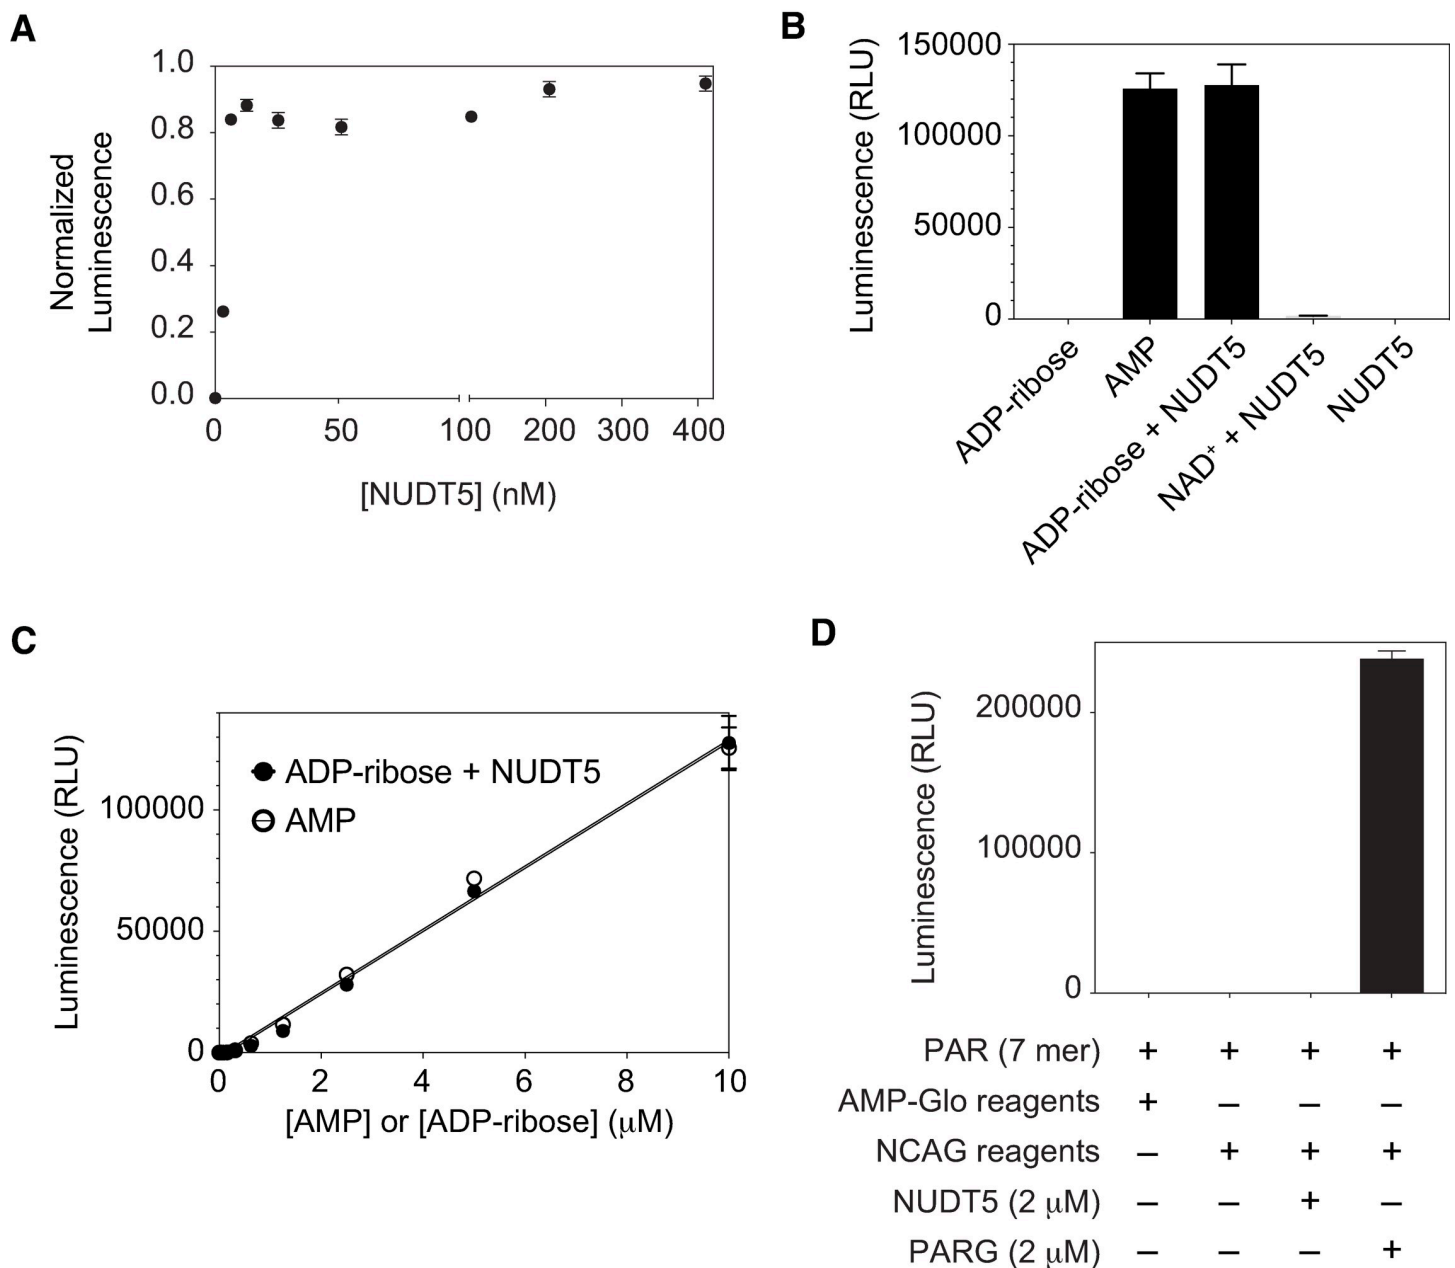 A
1.0
0.8
0.6
0.4
0.2
0.0
Normalized
Luminescence
0 50 100 200 300 400
[NUDT5] (nM)
B
150000
100000
50000
0
Luminescence (RLU)
ADP-ribose
AMP
ADP-ribose + NUDT5
NAD⁺ + NUDT5
NUDT5
C
ADP-ribose + NUDT5
AMP
100000
50000
0
Luminescence (RLU)
0 2 4 6 8 10
[AMP] or [ADP-ribose] (μM)
D
200000
100000
0
Luminescence (RLU)
PAR (7 mer) + + + +
AMP-Glo reagents + – – –
NCAG reagents – + + +
NUDT5 (2 μM) – – + –
PARG (2 μM) – – – +